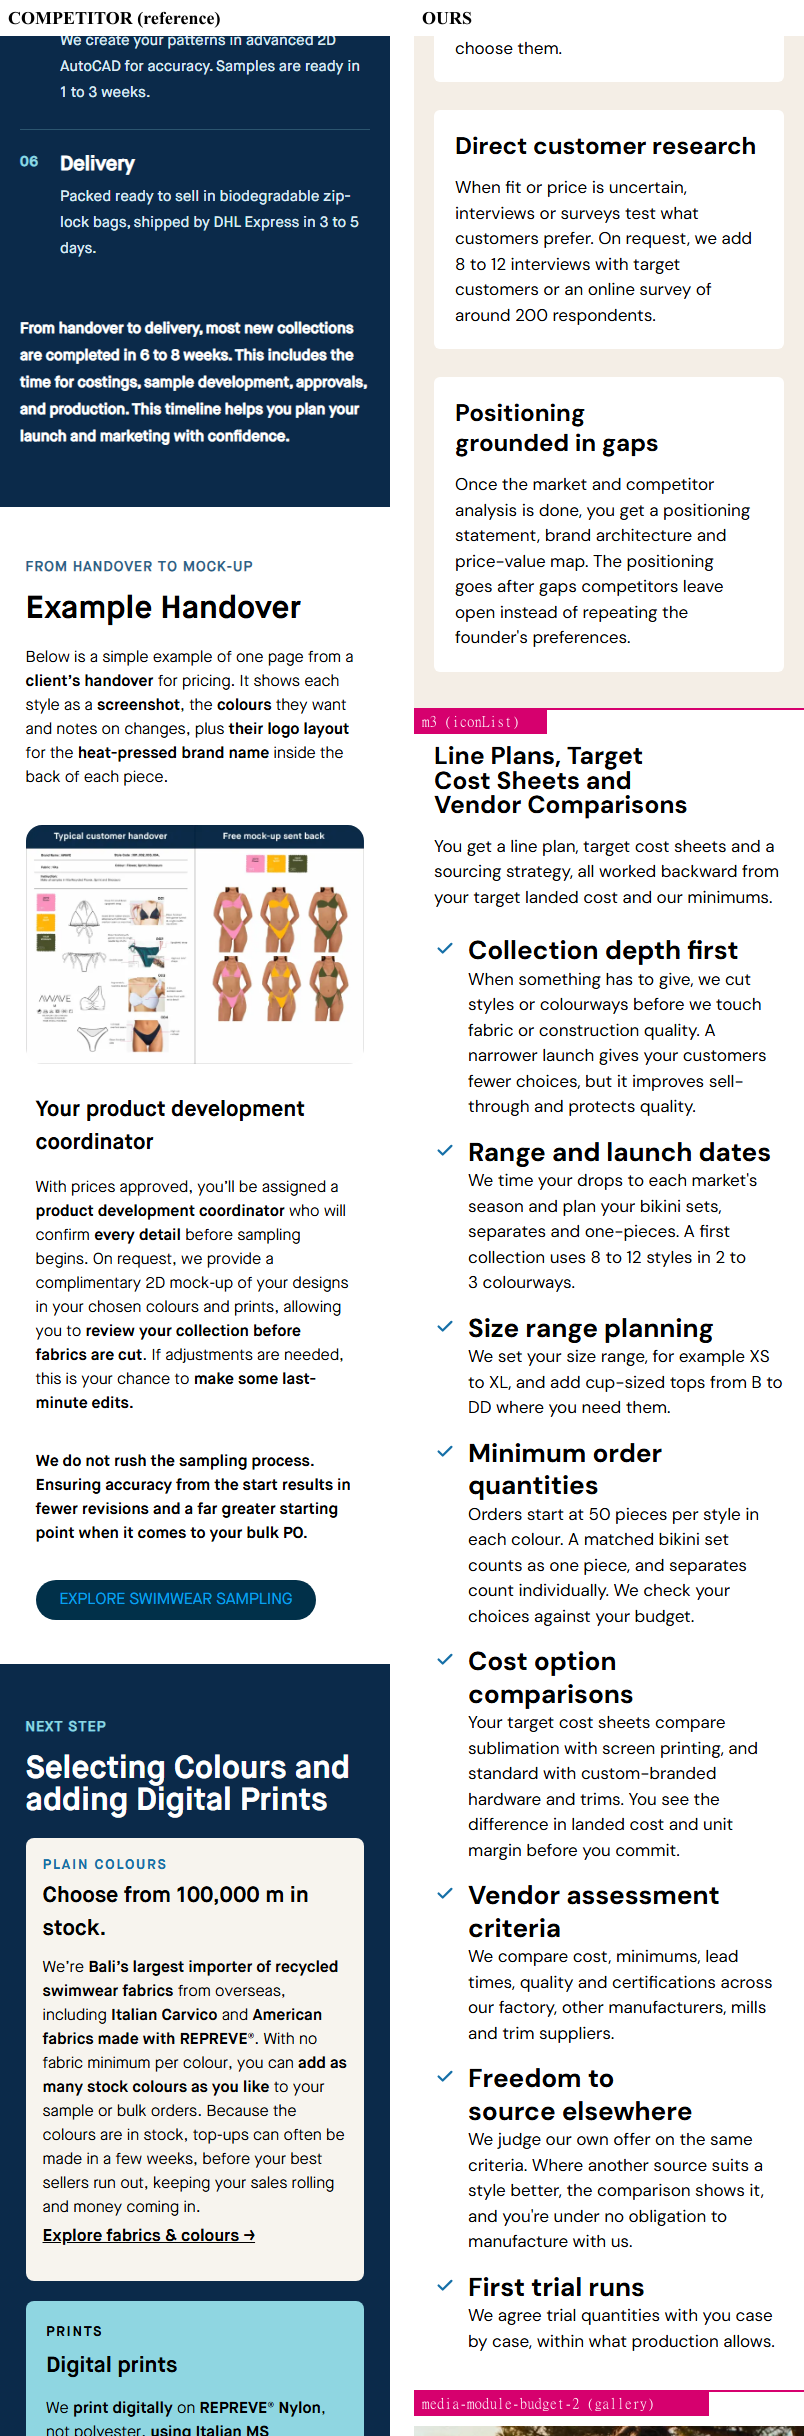 COMPETITOR (reference)
We create your patterns in advanced 2D
AutoCAD for accuracy. Samples are ready in
1 to 3 weeks.
06 Delivery
Packed ready to sell in biodegradable zip-
lock bags, shipped by DHL Express in 3 to 5
days.
From handover to delivery, most new collections
are completed in 6 to 8 weeks. This includes the
time for costings, sample development, approvals,
and production. This timeline helps you plan your
launch and marketing with confidence.
FROM HANDOVER TO MOCK-UP
Example Handover
Below is a simple example of one page from a
client’s handover for pricing. It shows each
style as a screenshot, the colours they want
and notes on changes, plus their logo layout
for the heat-pressed brand name inside the
back of each piece.
Typical customer handover
Free mock-up sent back
AWAVE
Your product development
coordinator
With prices approved, you’ll be assigned a
product development coordinator who will
confirm every detail before sampling
begins. On request, we provide a
complimentary 2D mock-up of your designs
in your chosen colours and prints, allowing
you to review your collection before
fabrics are cut. If adjustments are needed,
this is your chance to make some last-
minute edits.
We do not rush the sampling process.
Ensuring accuracy from the start results in
fewer revisions and a far greater starting
point when it comes to your bulk PO.
EXPLORE SWIMWEAR SAMPLING
NEXT STEP
Selecting Colours and
adding Digital Prints
PLAIN COLOURS
Choose from 100,000 m in
stock.
We’re Bali’s largest importer of recycled
swimwear fabrics from overseas,
including Italian Carvico and American
fabrics made with REPREVE®. With no
fabric minimum per colour, you can add as
many stock colours as you like to your
sample or bulk orders. Because the
colours are in stock, top-ups can often be
made in a few weeks, before your best
sellers run out, keeping your sales rolling
and money coming in.
Explore fabrics & colours →
PRINTS
Digital prints
We print digitally on REPREVE® Nylon,
not polyester, using Italian MS
OURS
choose them.
Direct customer research
When fit or price is uncertain,
interviews or surveys test what
customers prefer. On request, we add
8 to 12 interviews with target
customers or an online survey of
around 200 respondents.
Positioning
grounded in gaps
Once the market and competitor
analysis is done, you get a positioning
statement, brand architecture and
price-value map. The positioning
goes after gaps competitors leave
open instead of repeating the
founder's preferences.
m3 (iconList)
Line Plans, Target
Cost Sheets and
Vendor Comparisons
You get a line plan, target cost sheets and a
sourcing strategy, all worked backward from
your target landed cost and our minimums.
Collection depth first
When something has to give, we cut
styles or colourways before we touch
fabric or construction quality. A
narrower launch gives your customers
fewer choices, but it improves sell-
through and protects quality.
Range and launch dates
We time your drops to each market's
season and plan your bikini sets,
separates and one-pieces. A first
collection uses 8 to 12 styles in 2 to
3 colourways.
Size range planning
We set your size range, for example XS
to XL, and add cup-sized tops from B to
DD where you need them.
Minimum order
quantities
Orders start at 50 pieces per style in
each colour. A matched bikini set
counts as one piece, and separates
count individually. We check your
choices against your budget.
Cost option
comparisons
Your target cost sheets compare
sublimation with screen printing, and
standard with custom-branded
hardware and trims. You see the
difference in landed cost and unit
margin before you commit.
Vendor assessment
criteria
We compare cost, minimums, lead
times, quality and certifications across
our factory, other manufacturers, mills
and trim suppliers.
Freedom to
source elsewhere
We judge our own offer on the same
criteria. Where another source suits a
style better, the comparison shows it,
and you're under no obligation to
manufacture with us.
First trial runs
We agree trial quantities with you case
by case, within what production allows.
media-module-budget-2 (gallery)